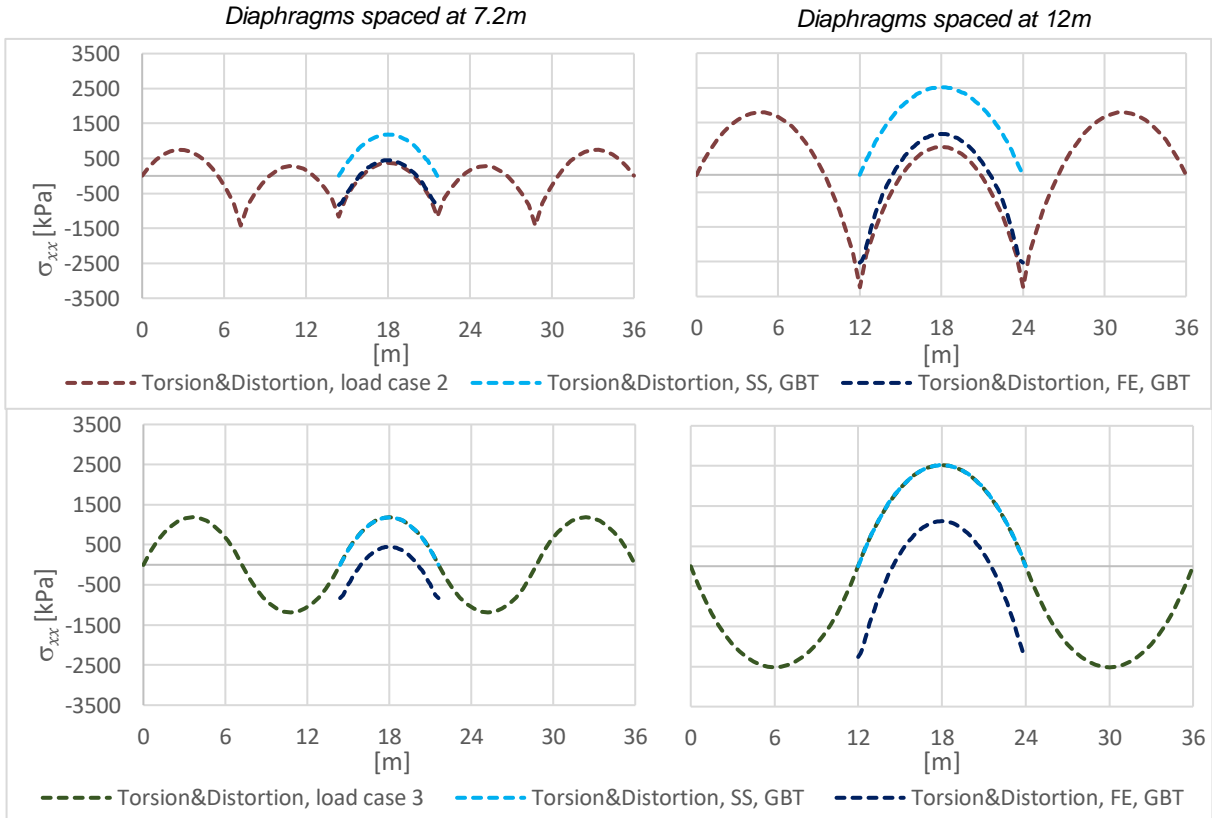 Diaphragms spaced at 7.2m Diaphragms spaced at 12m
3500
2500
1500
500
-500
-1500
-2500
-3500
σxx [kPa]
0 6 12 18 24 30 36
[m]
0 6 12 18 24 30 36
[m]
Torsion&Distortion, load case 2 Torsion&Distortion, SS, GBT Torsion&Distortion, FE, GBT
3500
2500
1500
500
-500
-1500
-2500
-3500
σxx [kPa]
0 6 12 18 24 30 36
[m]
0 6 12 18 24 30 36
[m]
Torsion&Distortion, load case 3 Torsion&Distortion, SS, GBT Torsion&Distortion, FE, GBT